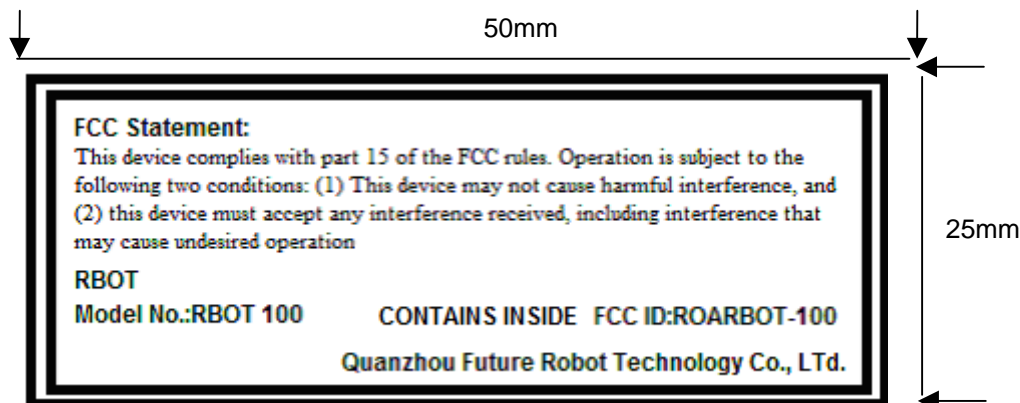 50mm
FCC Statement:
This device complies with part 15 of the FCC rules. Operation is subject to the
following two conditions: (1) This device may not cause harmful interference, and
(2) this device must accept any interference received, including interference that
may cause undesired operation
25mm
RBOT
Model No.:RBOT 100 CONTAINS INSIDE FCC ID:ROARBOT-100
Quanzhou Future Robot Technology Co., LTd.